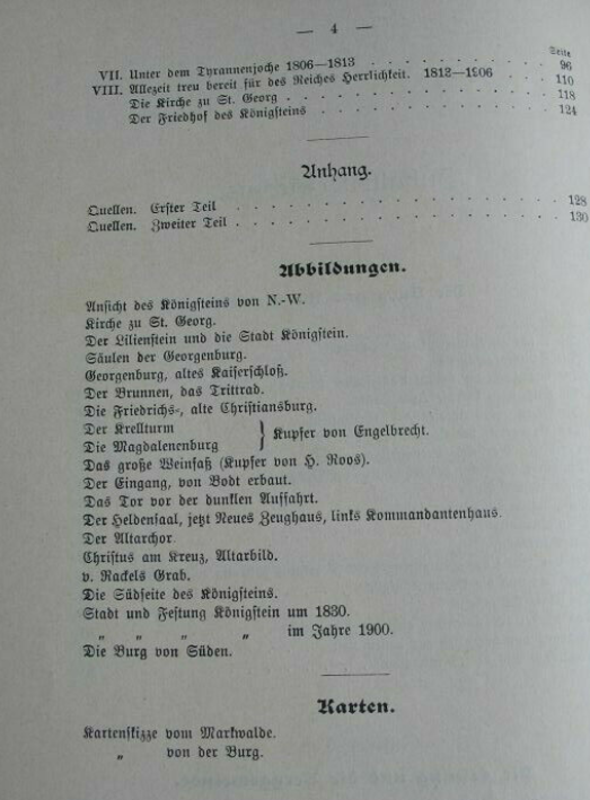 — 4 —
Seite
VII. Unter dem Tyrannenjoche 1806—1813 . . . . . . . . . 96
VIII. Allezeit treu bereit für des Reiches Herrlichkeit. 1813—1906 . . . . 110
Die Kirche zu St. Georg . . . . . . . . . . . . . . 118
Der Friedhof des Königsteins . . . . . . . . . . . . 124
Anhang.
Quellen. Erster Teil . . . . . . . . . . . . . . . . 128
Quellen. Zweiter Teil . . . . . . . . . . . . . . . . 130
Abbildungen.
Ansicht des Königsteins von N.-W.
Kirche zu St. Georg.
Der Lilienstein und die Stadt Königstein.
Säulen der Georgenburg.
Georgenburg, altes Kaiserschloß.
Der Brunnen, das Trittrad.
Die Friedrichs-, alte Christiansburg.
Der Krellturm
Die Magdalenenburg } Kupfer von Engelbrecht.
Das große Weinfaß (Kupfer von H. Roos).
Der Eingang, von Bodt erbaut.
Das Tor vor der dunklen Auffahrt.
Der Heldensaal, jetzt Neues Zeughaus, links Kommandantenhaus.
Der Altarchor.
Christus am Kreuz, Altarbild.
v. Rackels Grab.
Die Südseite des Königsteins.
Stadt und Festung Königstein um 1830.
„ „ „ „ im Jahre 1900.
Die Burg von Süden.
Karten.
Kartenskizze vom Markwalde.
„ von der Burg.